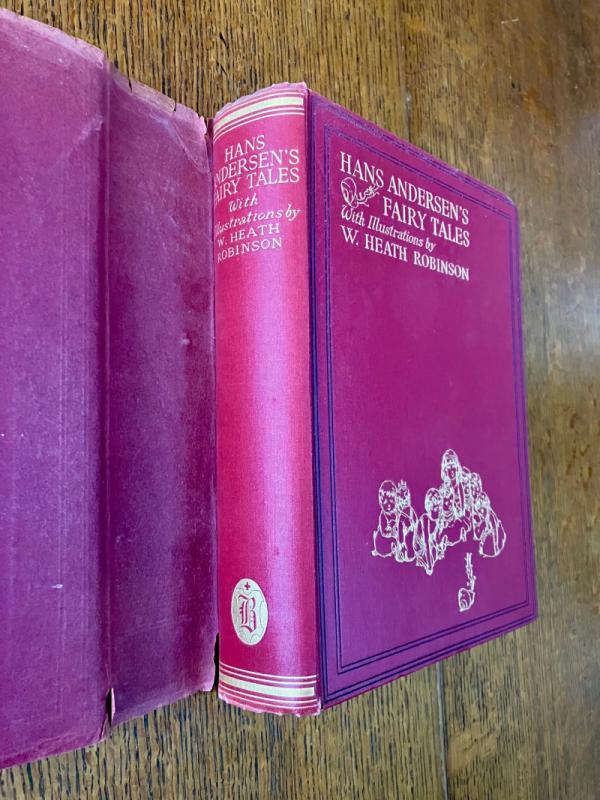 HANS
ANDERSEN'S
FAIRY TALES
With
Illustrations by
W. HEATH
ROBINSON
B
HANS ANDERSEN'S
FAIRY TALES
With Illustrations by
W. HEATH ROBINSON